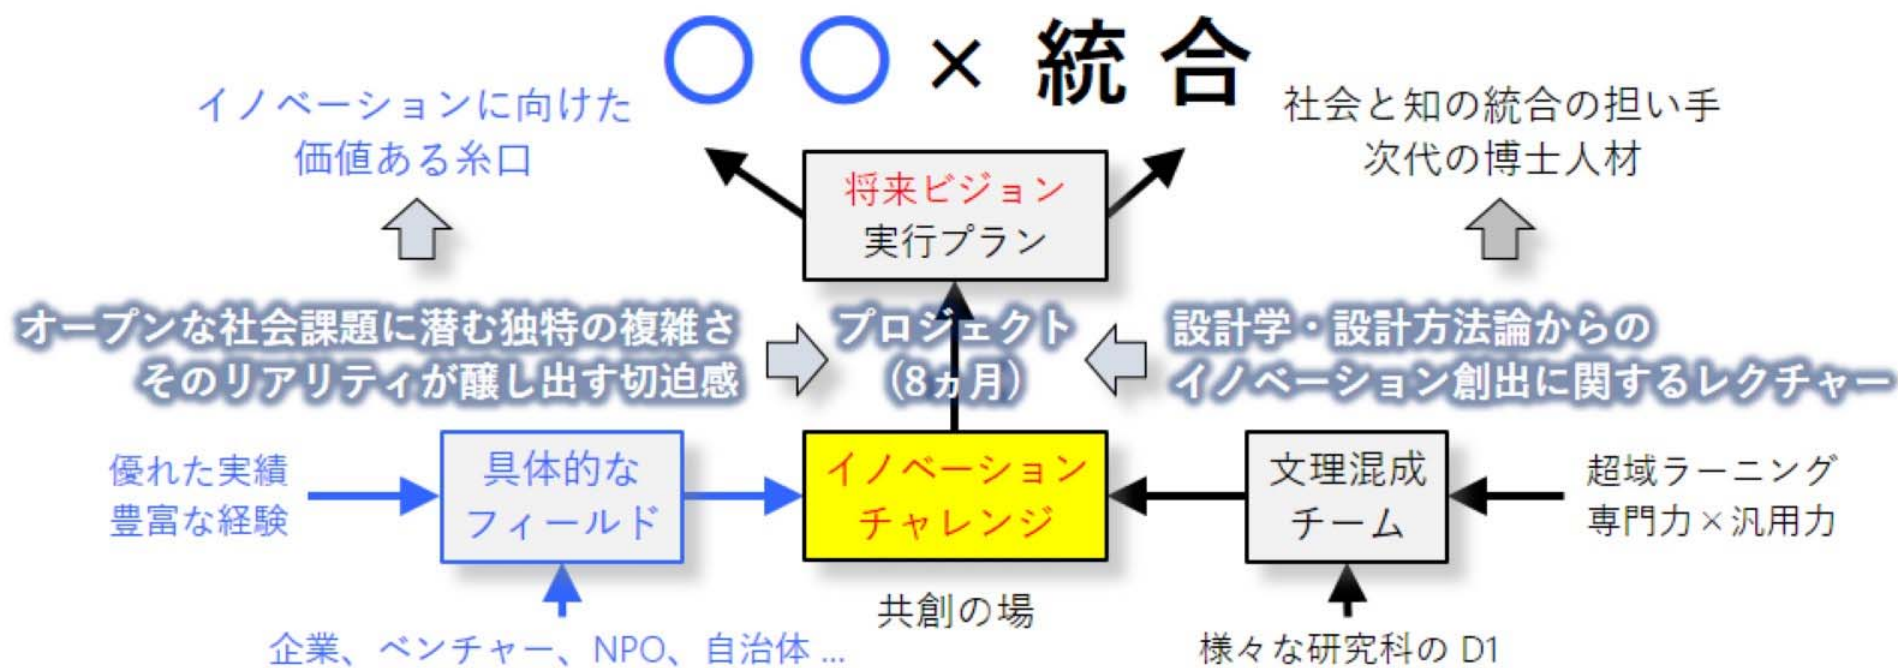 〇〇×統合
イノベーションに向けた
価値ある糸口
社会と知の統合の担い手
次代の博士人材
将来ビジョン
実行プラン
オープンな社会課題に潜む独特の複雑さ
そのリアリティが醸し出す切迫感
プロジェクト
(8ヵ月)
設計学・設計方法論からの
イノベーション創出に関するレクチャー
優れた実績
豊富な経験
具体的な
フィールド
イノベーション
チャレンジ
文理混成
チーム
超域ラーニング
専門力×汎用力
共創の場
企業、ベンチャー、NPO、自治体 ...
様々な研究科の D1